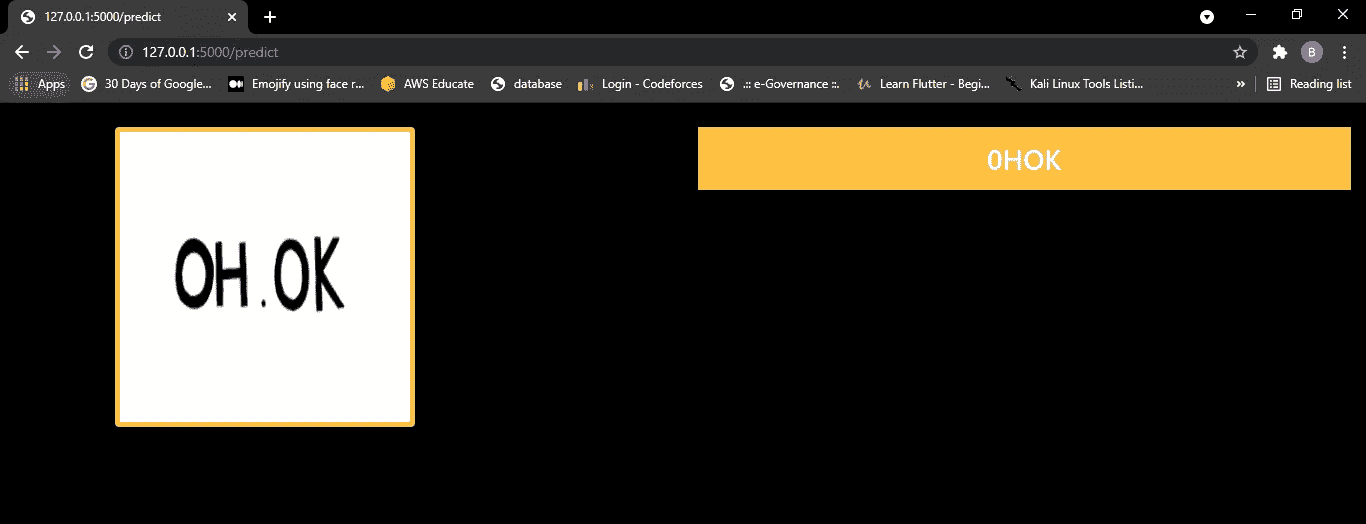 127.0.0.1:5000/predict
127.0.0.1:5000/predict
B
Apps 30 Days of Google... Emojify using face r... AWS Educate database Login - Codeforces .:: e-Governance ::. Learn Flutter - Begi... Kali Linux Tools Listi... » Reading list
OH.OK
0HOK